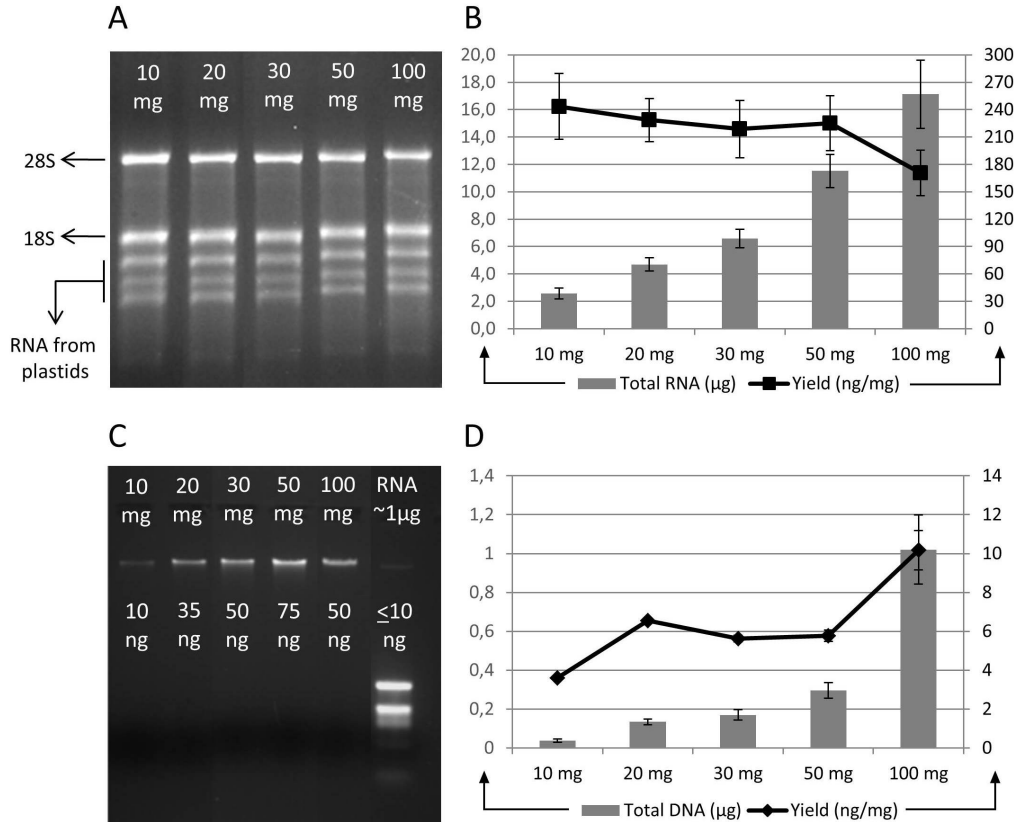 A
10 20 30 50 100
mg mg mg mg mg
28S
18S
RNA from
plastids
B
20,0 300
18,0 270
16,0 240
14,0 210
12,0 180
10,0 150
8,0 120
6,0 90
4,0 60
2,0 30
0,0 0
10 mg 20 mg 30 mg 50 mg 100 mg
Total RNA (µg) Yield (ng/mg)
C
10 20 30 50 100 RNA
mg mg mg mg mg ~1µg
10 35 50 75 50 ≤10
ng ng ng ng ng ng
D
1,4 14
1,2 12
1 10
0,8 8
0,6 6
0,4 4
0,2 2
0 0
10 mg 20 mg 30 mg 50 mg 100 mg
Total DNA (µg) Yield (ng/mg)